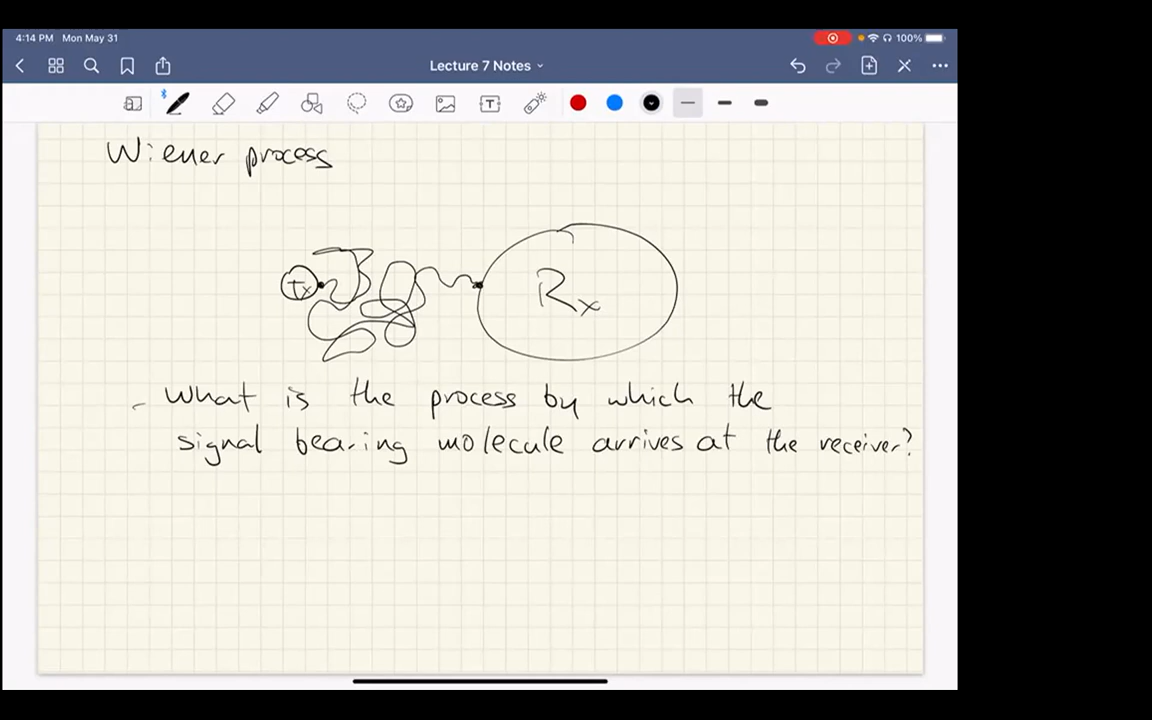 4:14 PM Mon May 31
100%
Lecture 7 Notes
Wiener process
Tx
Rx
- What is the process by which the
signal bearing molecule arrives at the receiver?